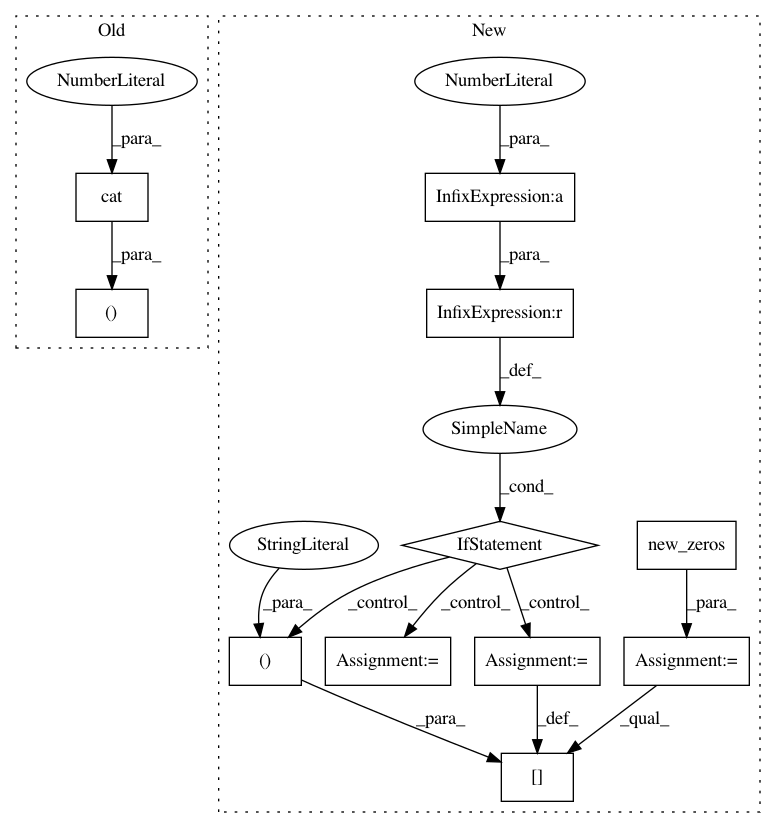 Old
New
NumberLiteral
NumberLiteral
_para_
_para_
cat
InfixExpression:a
_para_
_para_
()
InfixExpression:r
_def_
SimpleName
_cond_
StringLiteral
IfStatement
new_zeros
_para_
_control_
_control_
_control_
_para_
()
Assignment:=
Assignment:=
Assignment:=
_para_
_def_
_qual_
[]